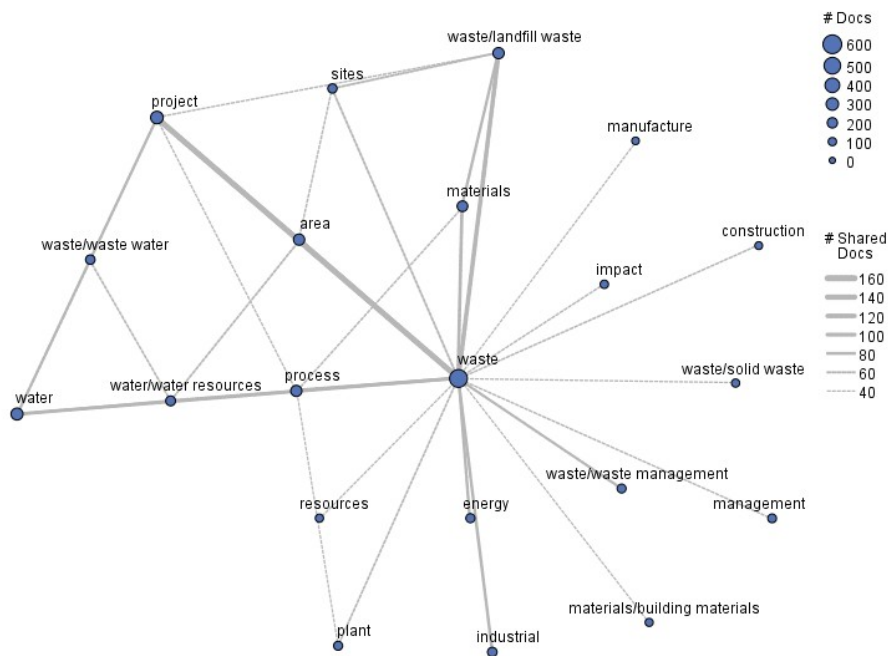 # Docs
600
500
400
300
200
100
0
waste/landfill waste
sites
project
manufacture
materials
area
construction
waste/waste water
impact
# Shared
Docs
160
140
120
100
80
60
40
waste
waste/solid waste
process
water/water resources
water
waste/waste management
resources
energy
management
materials/building materials
plant
industrial